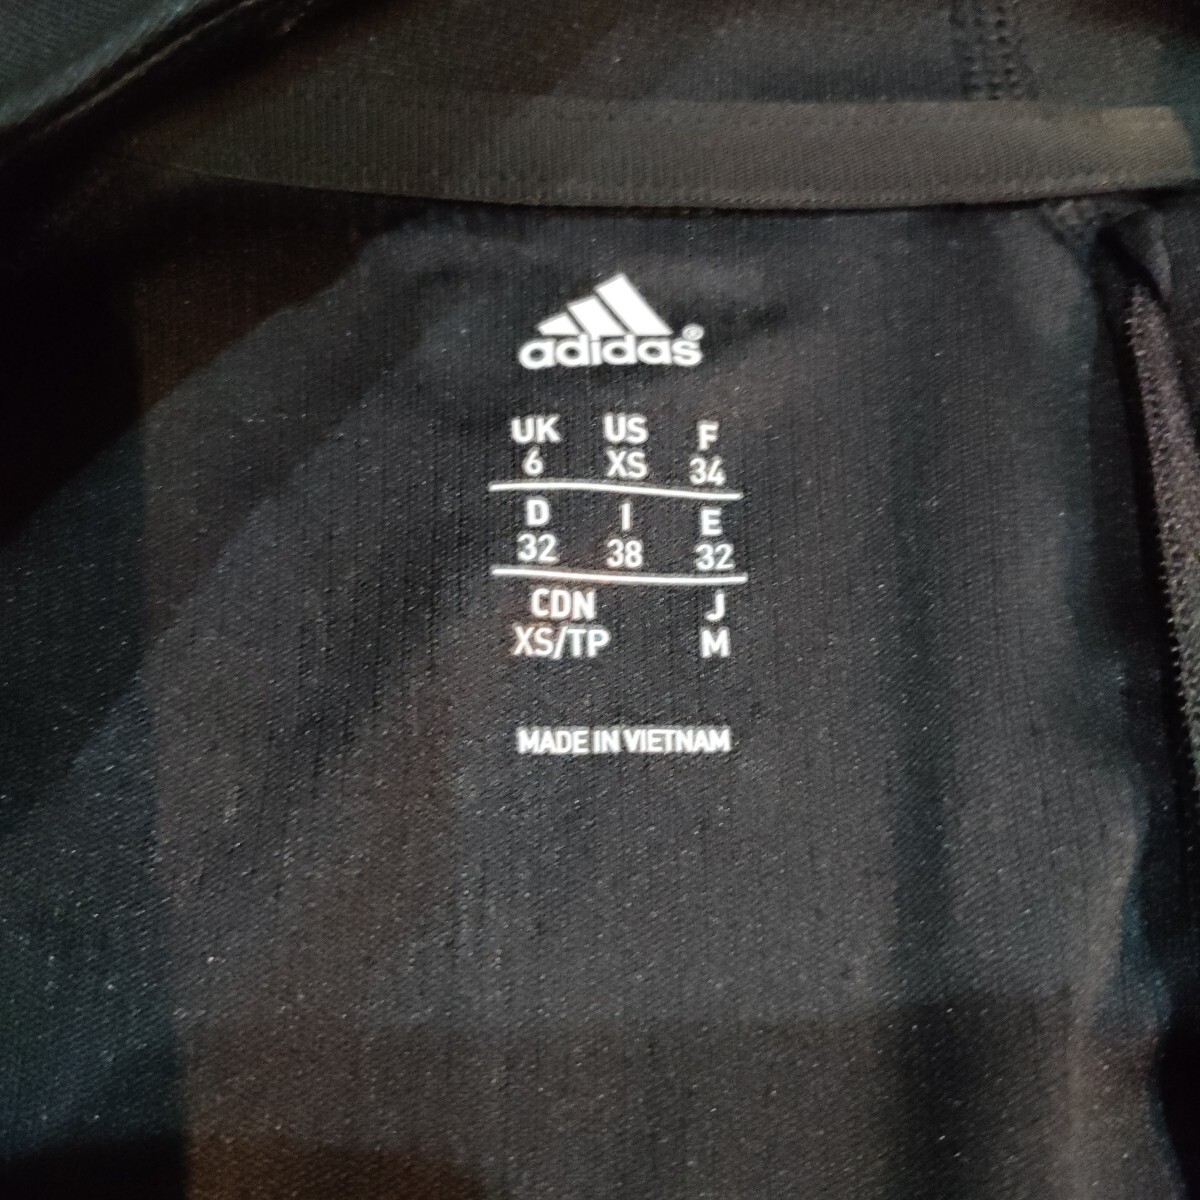 adidas®
UK US F
6 XS 34
D I E
32 38 32
CDN J
XS/TP M
MADE IN VIETNAM